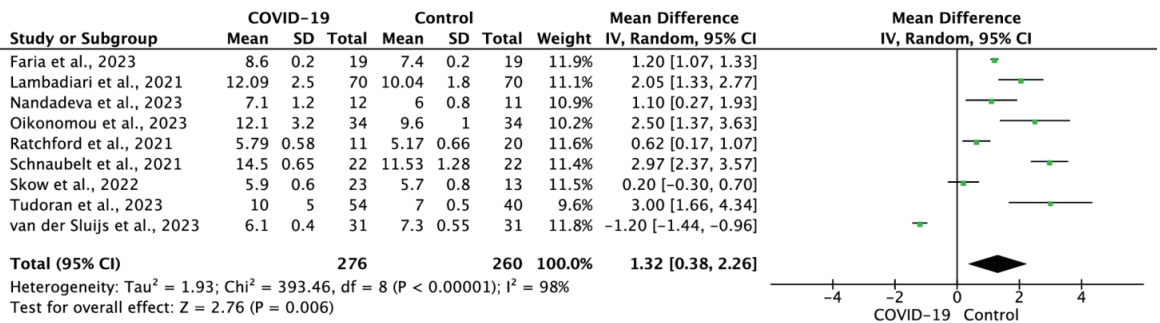 COVID-19 Control Mean Difference Mean Difference
Study or Subgroup Mean SD Total Mean SD Total Weight IV, Random, 95% CI IV, Random, 95% CI
Faria et al., 2023 8.6 0.2 19 7.4 0.2 19 11.9% 1.20 [1.07, 1.33]
Lambadiari et al., 2021 12.09 2.5 70 10.04 1.8 70 11.1% 2.05 [1.33, 2.77]
Nandadeva et al., 2023 7.1 1.2 12 6 0.8 11 10.9% 1.10 [0.27, 1.93]
Oikonomou et al., 2023 12.1 3.2 34 9.6 1 34 10.2% 2.50 [1.37, 3.63]
Ratchford et al., 2021 5.79 0.58 11 5.17 0.66 20 11.6% 0.62 [0.17, 1.07]
Schnaubelt et al., 2021 14.5 0.65 22 11.53 1.28 22 11.4% 2.97 [2.37, 3.57]
Skow et al., 2022 5.9 0.6 23 5.7 0.8 13 11.5% 0.20 [-0.30, 0.70]
Tudoran et al., 2023 10 5 54 7 0.5 40 9.6% 3.00 [1.66, 4.34]
van der Sluijs et al., 2023 6.1 0.4 31 7.3 0.55 31 11.8% -1.20 [-1.44, -0.96]
Total (95% CI) 276 260 100.0% 1.32 [0.38, 2.26]
Heterogeneity: Tau² = 1.93; Chi² = 393.46, df = 8 (P < 0.00001); I² = 98%
Test for overall effect: Z = 2.76 (P = 0.006)
-4 -2 0 2 4
COVID-19 Control